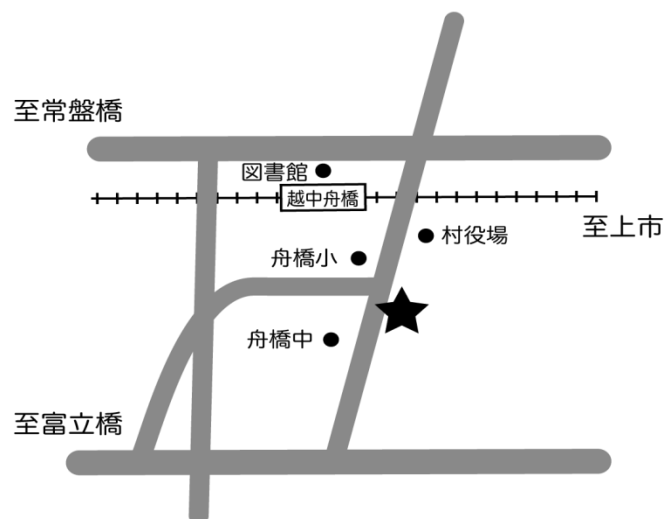 至常盤橋
図書館
越中舟橋
至上市
村役場
舟橋小
舟橋中
至富立橋